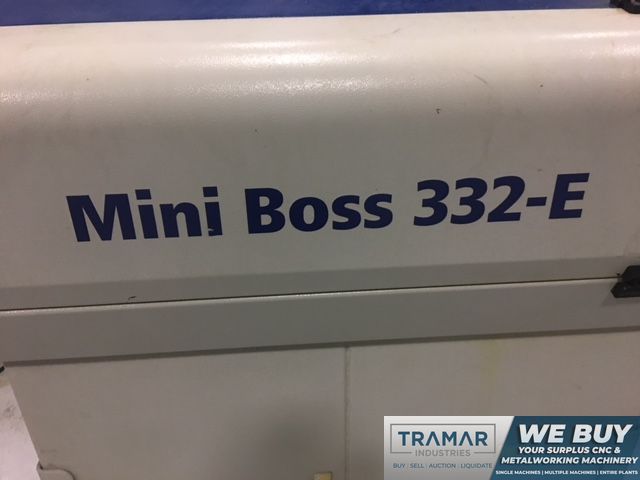 Mini Boss 332-E
TRAMAR
INDUSTRIES
BUY | SELL | AUCTION | LIQUIDATE
WE BUY
YOUR SURPLUS CNC &
METALWORKING MACHINERY
SINGLE MACHINES | MULTIPLE MACHINES | ENTIRE PLANTS